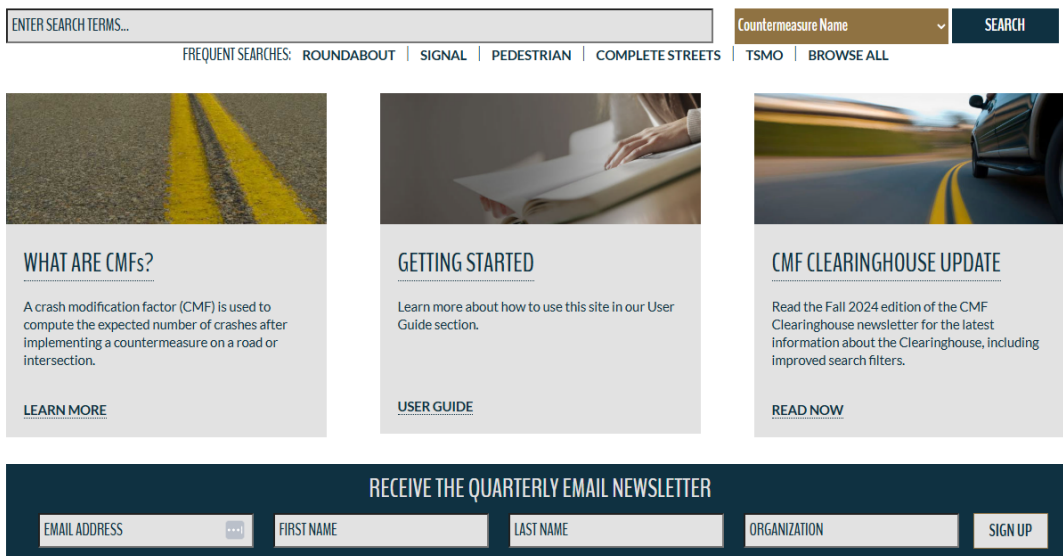 ENTER SEARCH TERMS...
Countermeasure Name
SEARCH
FREQUENT SEARCHES: ROUNDABOUT | SIGNAL | PEDESTRIAN | COMPLETE STREETS | TSMO | BROWSE ALL
WHAT ARE CMFs?
A crash modification factor (CMF) is used to
compute the expected number of crashes after
implementing a countermeasure on a road or
intersection.
LEARN MORE
GETTING STARTED
Learn more about how to use this site in our User
Guide section.
USER GUIDE
CMF CLEARINGHOUSE UPDATE
Read the Fall 2024 edition of the CMF
Clearinghouse newsletter for the latest
information about the Clearinghouse, including
improved search filters.
READ NOW
RECEIVE THE QUARTERLY EMAIL NEWSLETTER
EMAIL ADDRESS
FIRST NAME
LAST NAME
ORGANIZATION
SIGN UP